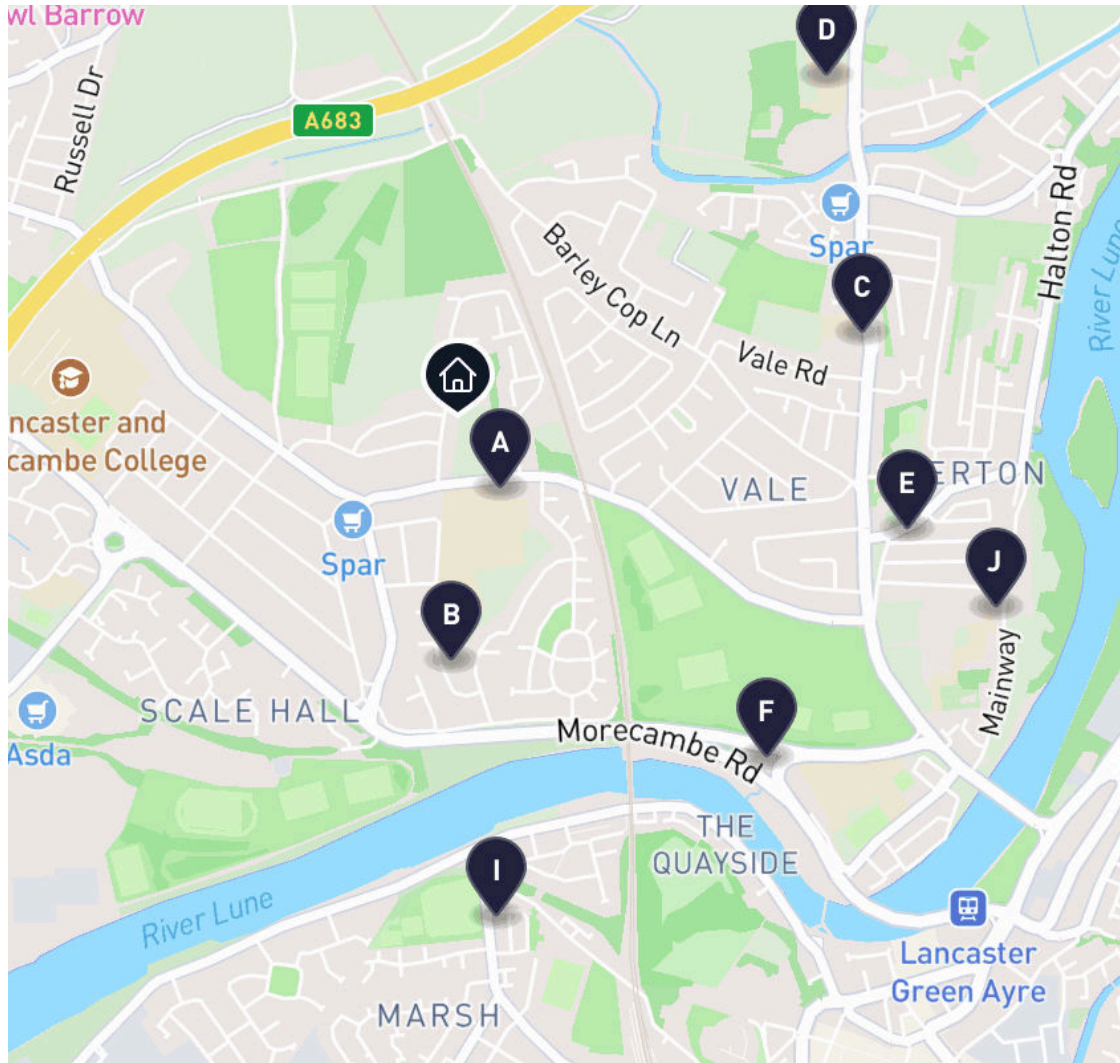 wl Barrow
D
Russell Dr
A683
Halton Rd
Spar
River Lune
Barley Cop Ln
C
Vale Rd
ncaster and
cambe College
A
VALE
E
ERTON
Spar
J
B
SCALE HALL
Mainway
F
Asda
Morecambe Rd
THE
QUAYSIDE
I
River Lune
Lancaster
Green Ayre
MARSH